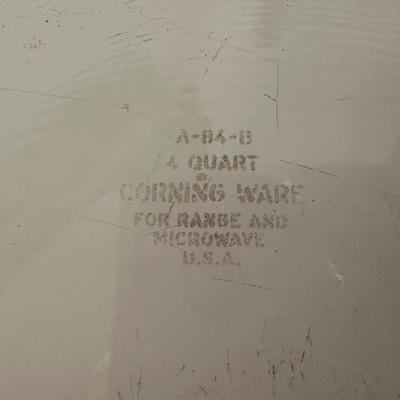 A-84-B
4 QUART
®
CORNING WARE
FOR RANGE AND
MICROWAVE
U.S.A.